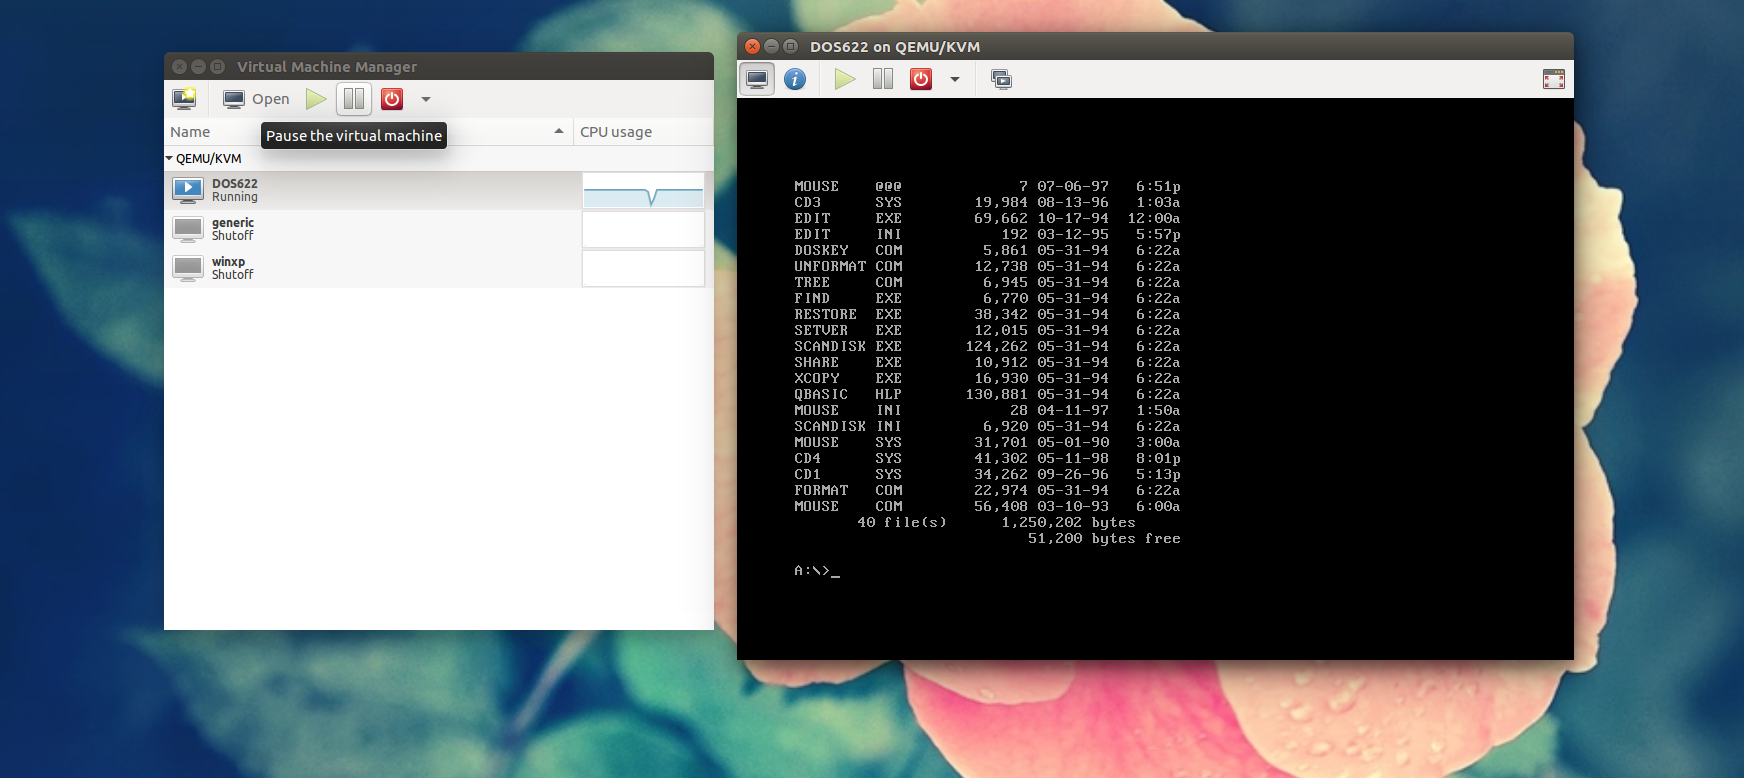 Virtual Machine Manager
Open
Name CPU usage
Pause the virtual machine
QEMU/KVM
DOS622
Running
generic
Shutoff
winxp
Shutoff
DOS622 on QEMU/KVM
MOUSE @@@ 7 07-06-97 6:51p
CD3 SYS 19,984 08-13-96 1:03a
EDIT EXE 69,662 10-17-94 12:00a
EDIT INI 192 03-12-95 5:57p
DOSKEY COM 5,861 05-31-94 6:22a
UNFORMAT COM 12,738 05-31-94 6:22a
TREE COM 6,945 05-31-94 6:22a
FIND EXE 6,770 05-31-94 6:22a
RESTORE EXE 38,342 05-31-94 6:22a
SETVER EXE 12,015 05-31-94 6:22a
SCANDISK EXE 124,262 05-31-94 6:22a
SHARE EXE 10,912 05-31-94 6:22a
XCOPY EXE 16,930 05-31-94 6:22a
QBASIC HLP 130,881 05-31-94 6:22a
MOUSE INI 28 04-11-97 1:50a
SCANDISK INI 6,920 05-31-94 6:22a
MOUSE SYS 31,701 05-01-90 3:00a
CD4 SYS 41,302 05-11-98 8:01p
CD1 SYS 34,262 09-26-96 5:13p
FORMAT COM 22,974 05-31-94 6:22a
MOUSE COM 56,408 03-10-93 6:00a
40 file(s) 1,250,202 bytes
51,200 bytes free
A:\>_